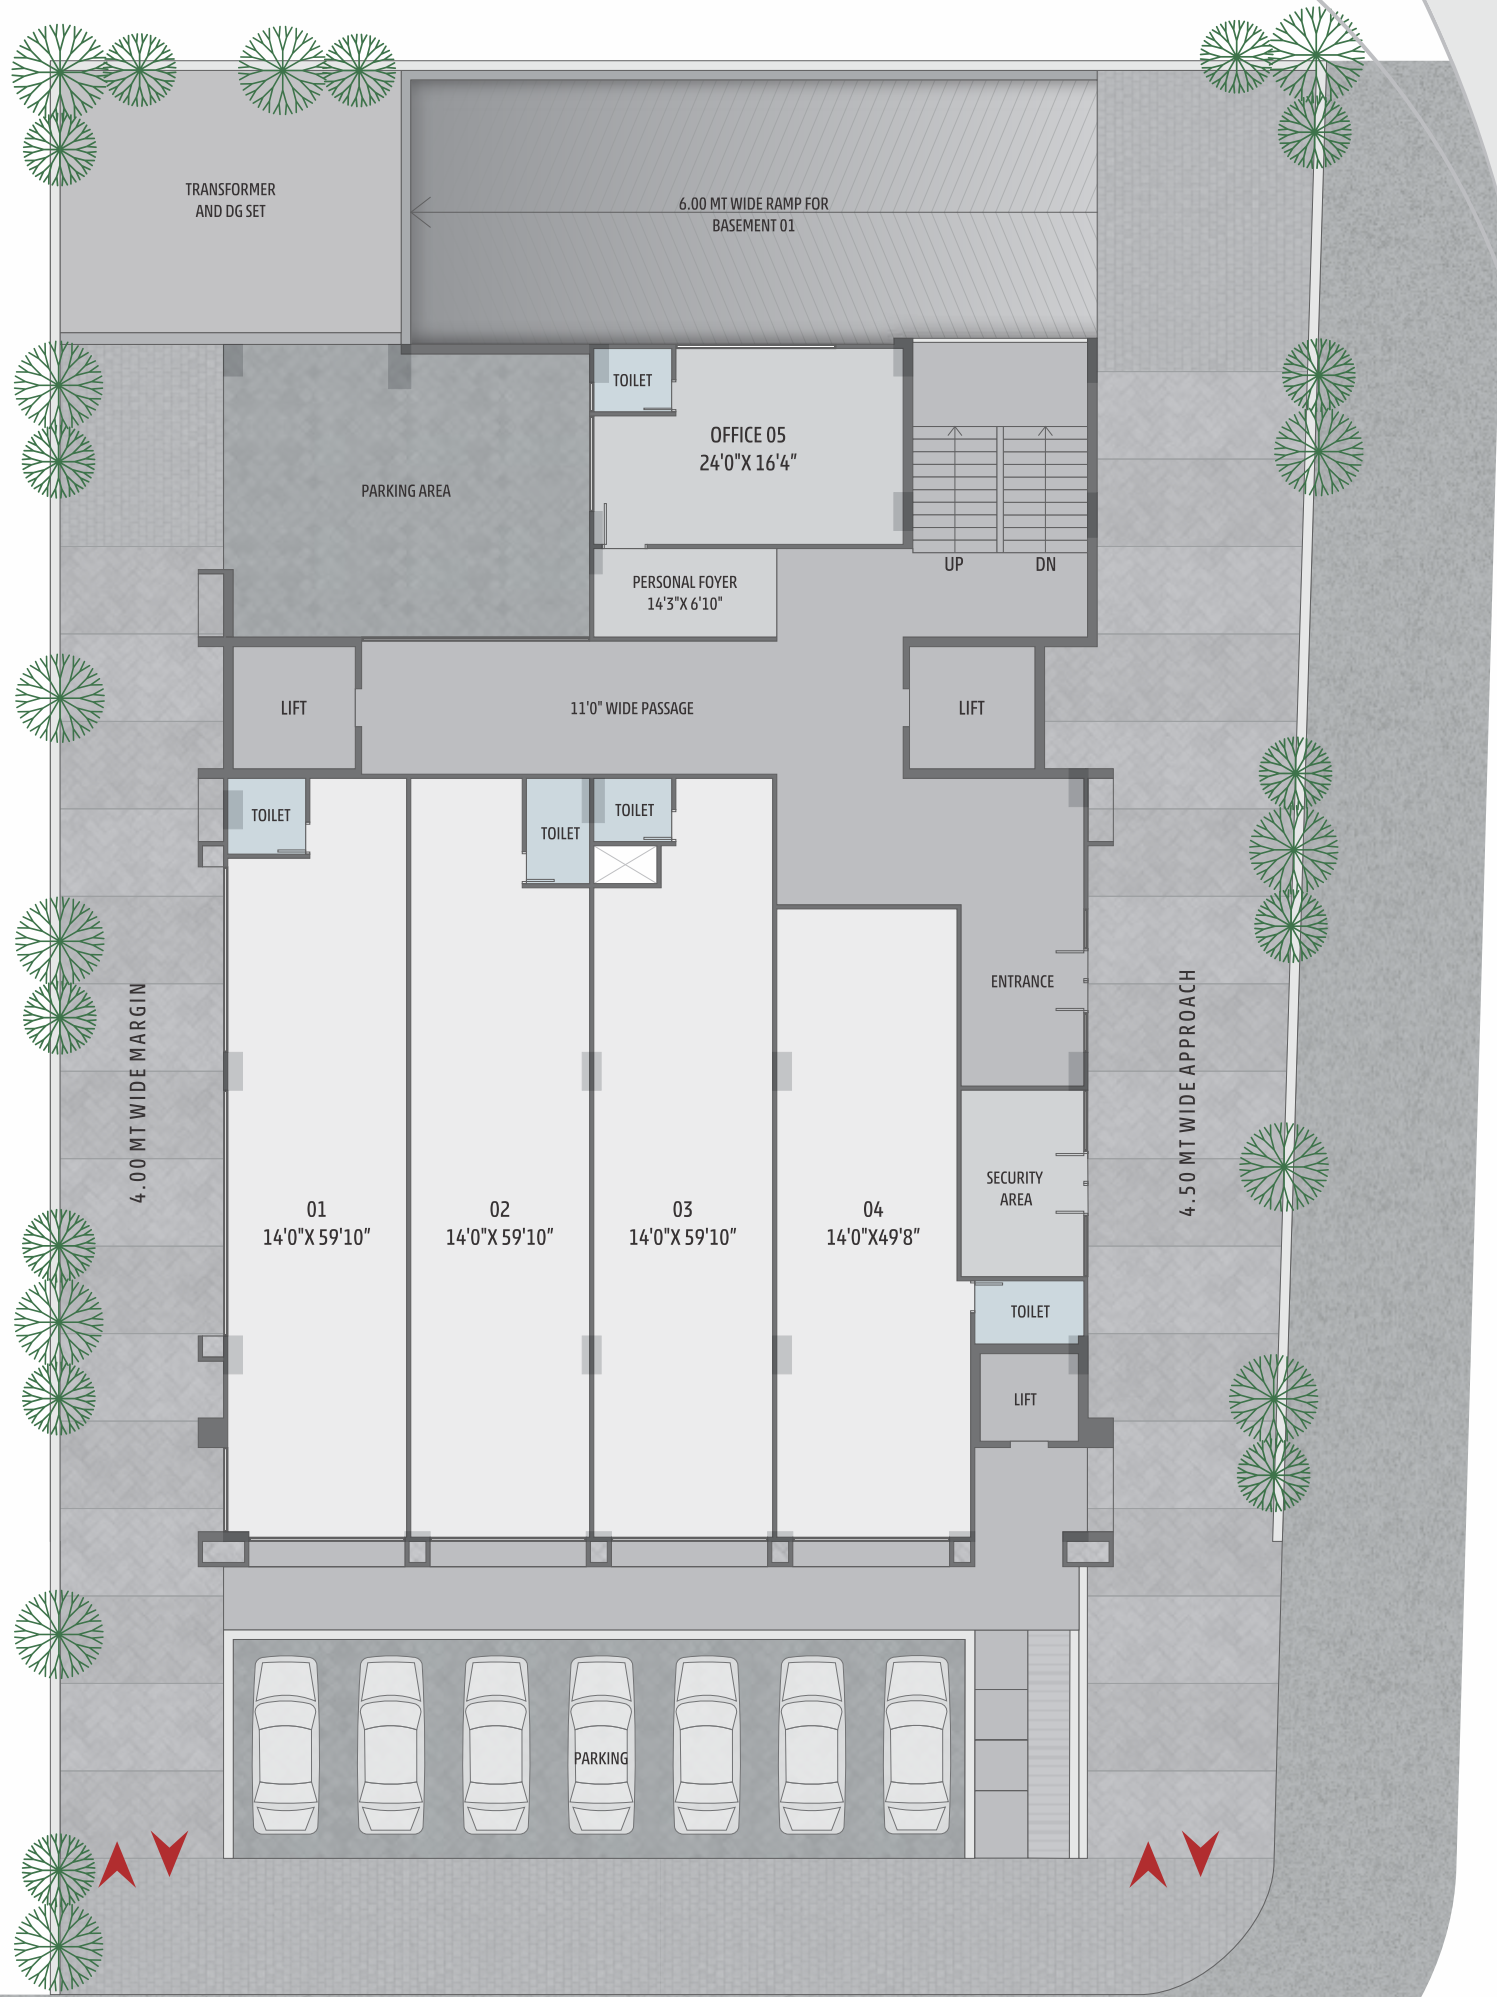 TRANSFORMER
AND DG SET
6.00 MT WIDE RAMP FOR
BASEMENT 01
TOILET
OFFICE 05
24'0"X 16'4"
PARKING AREA
UP
DN
PERSONAL FOYER
14'3"X 6'10"
LIFT
11'0" WIDE PASSAGE
LIFT
TOILET
TOILET
TOILET
ENTRANCE
4.00 MT WIDE MARGIN
4.50 MT WIDE APPROACH
SECURITY
AREA
01
14'0"X 59'10"
02
14'0"X 59'10"
03
14'0"X 59'10"
04
14'0"X49'8"
TOILET
LIFT
PARKING